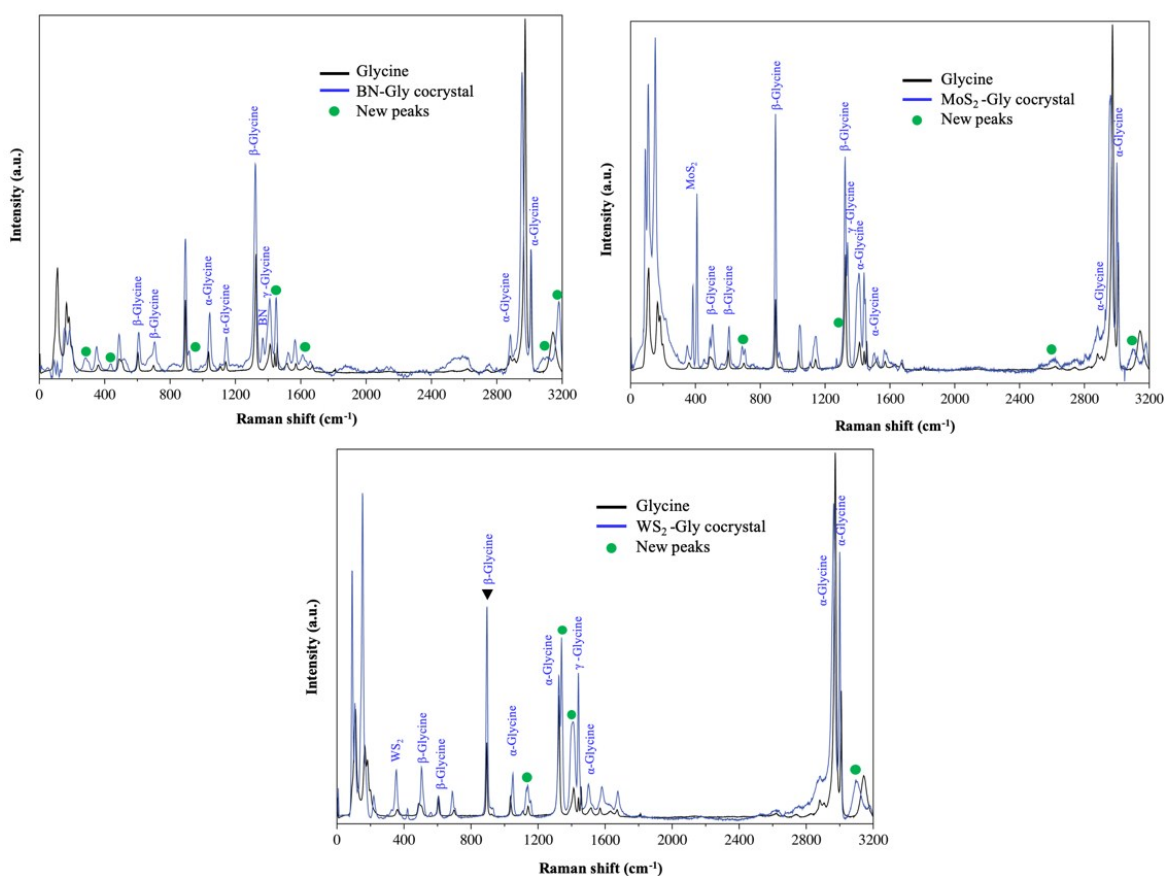 Glycine
BN-Gly cocrystal
New peaks
Intensity (a.u.)
β-Glycine
β-Glycine
α-Glycine
α-Glycine
β-Glycine
BN
γ -Glycine
α-Glycine
α-Glycine
0 400 800 1200 1600 2000 2400 2800 3200
Raman shift (cm⁻¹)
Glycine
MoS₂-Gly cocrystal
New peaks
Intensity (a.u.)
MoS₂
β-Glycine
β-Glycine
β-Glycine
β-Glycine
γ -Glycine
α-Glycine
α-Glycine
α-Glycine
α-Glycine
0 400 800 1200 1600 2000 2400 2800 3200
Raman shift (cm⁻¹)
Glycine
WS₂ -Gly cocrystal
New peaks
Intensity (a.u.)
WS₂
β-Glycine
β-Glycine
β-Glycine
α-Glycine
α-Glycine
γ -Glycine
α-Glycine
α-Glycine
α-Glycine
0 400 800 1200 1600 2000 2400 2800 3200
Raman shift (cm⁻¹)